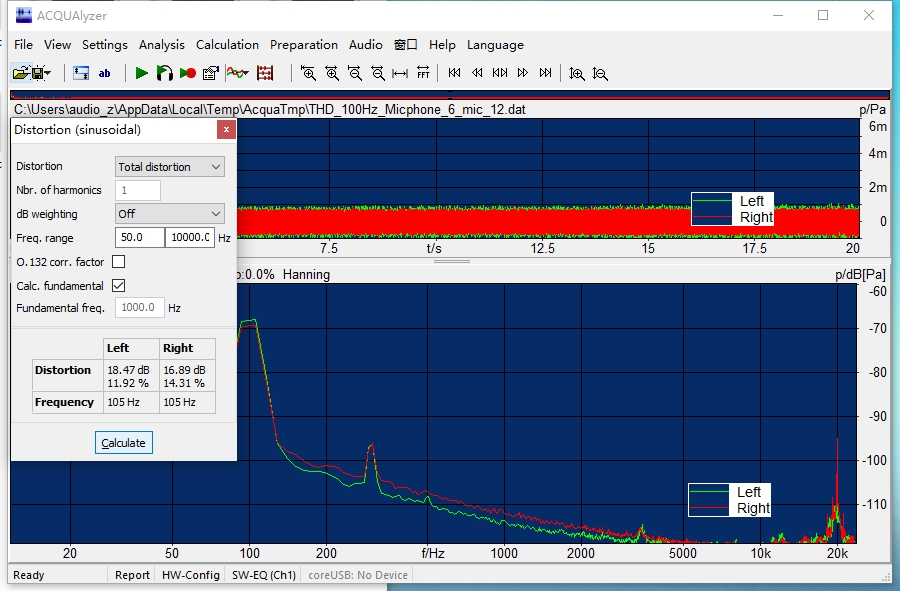 ACQUAlyzer
File View Settings Analysis Calculation Preparation Audio 窗口 Help Language
ab FFT
C:\Users\audio_z\AppData\Local\Temp\AcquaTmp\THD_100Hz_Micphone_6_mic_12.dat p/Pa
Distortion (sinusoidal) x
6m
4m
2m
0
Left
Right
7.5 t/s 12.5 15 17.5 20
Distortion Total distortion
Nbr. of harmonics 1
dB weighting Off
Freq. range 50.0 10000.0 Hz
O.132 corr. factor
Calc. fundamental
Fundamental freq. 1000.0 Hz
Left Right
Distortion 18.47 dB 16.89 dB
11.92 % 14.31 %
Frequency 105 Hz 105 Hz
Calculate
:0.0% Hanning p/dB[Pa]
-60
-70
-80
-90
-100
-110
Left
Right
20 50 100 200 f/Hz 1000 2000 5000 10k 20k
Ready Report HW-Config SW-EQ (Ch1) coreUSB: No Device